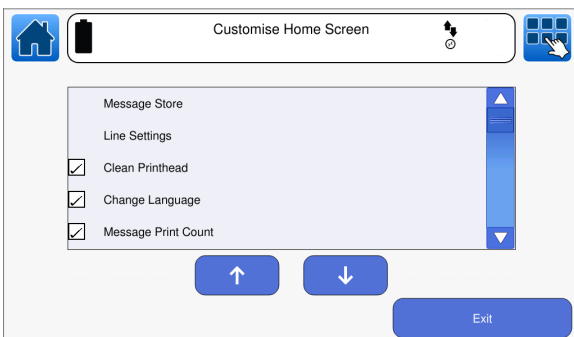 Customise Home Screen
Message Store
Line Settings
Clean Printhead
Change Language
Message Print Count
Exit